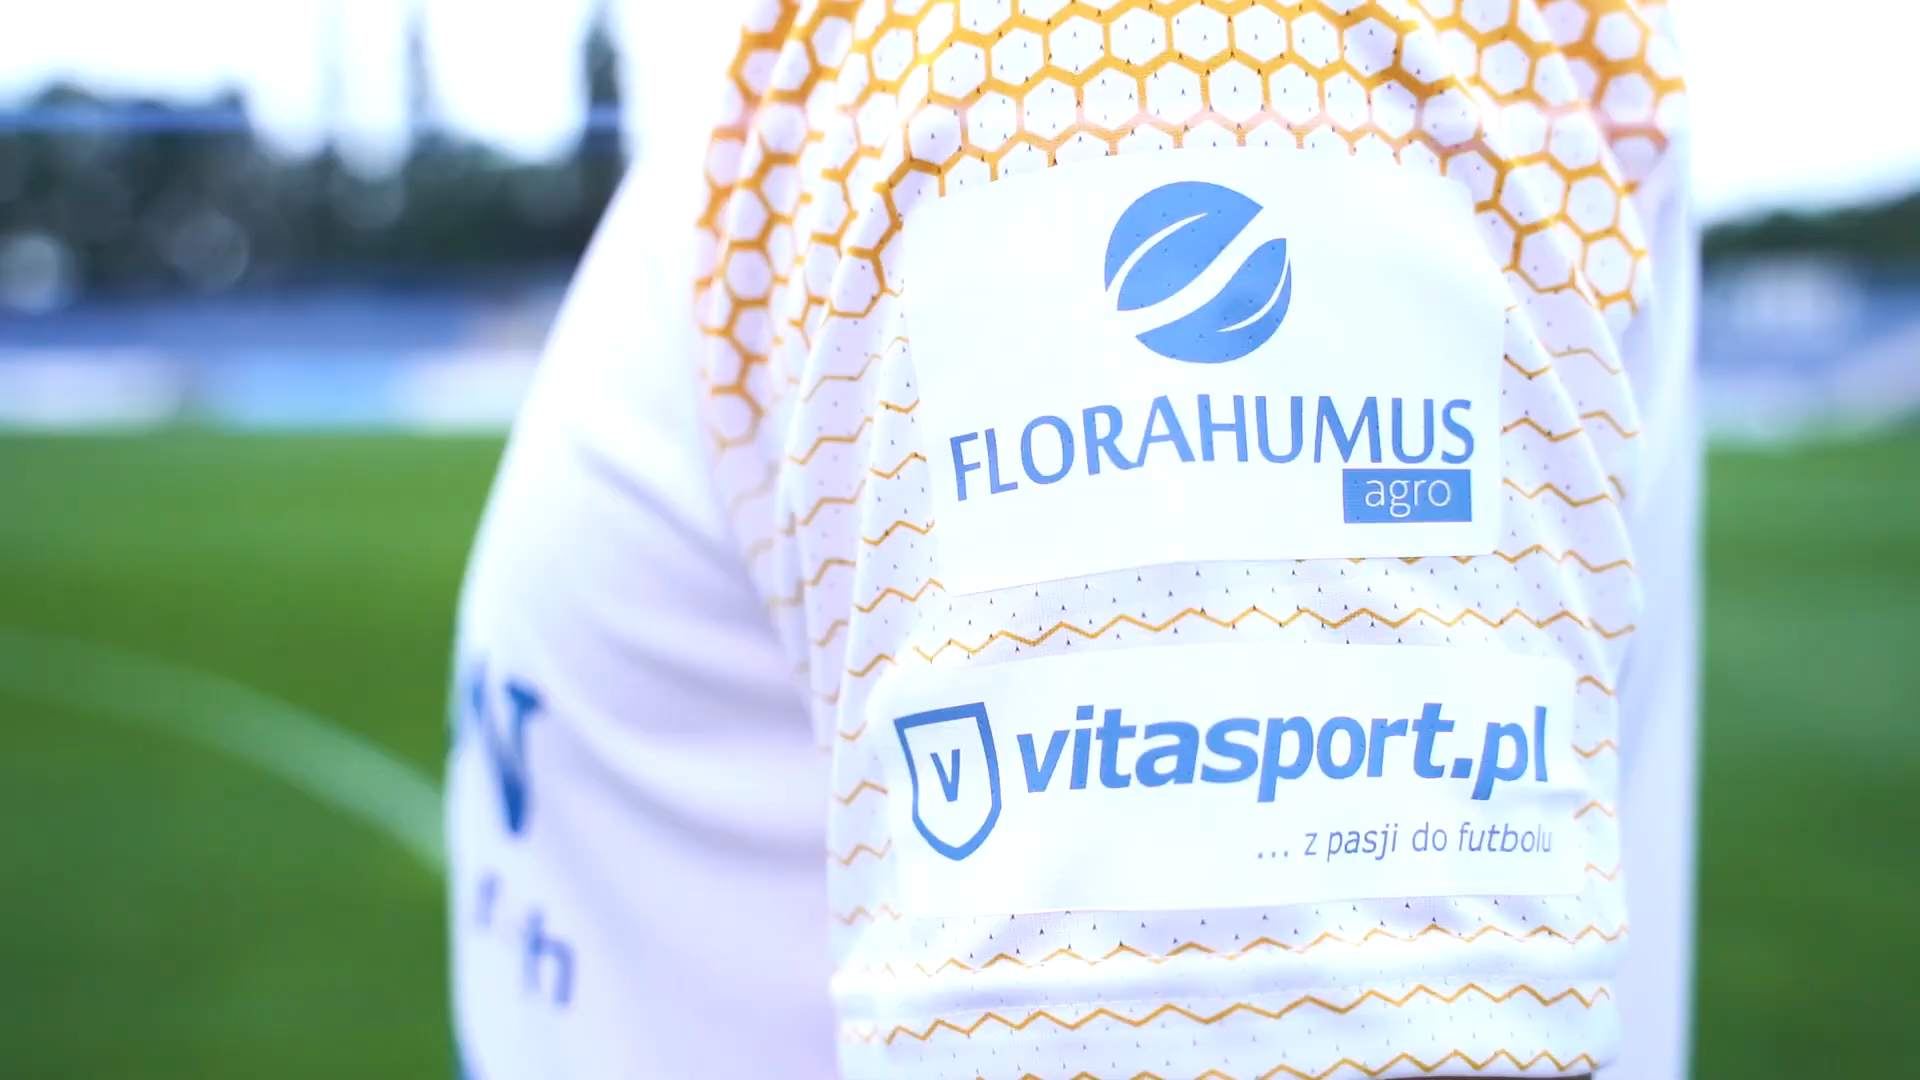 FLORAHUMUS
agro
V
vitasport.pl
... z pasji do futbolu